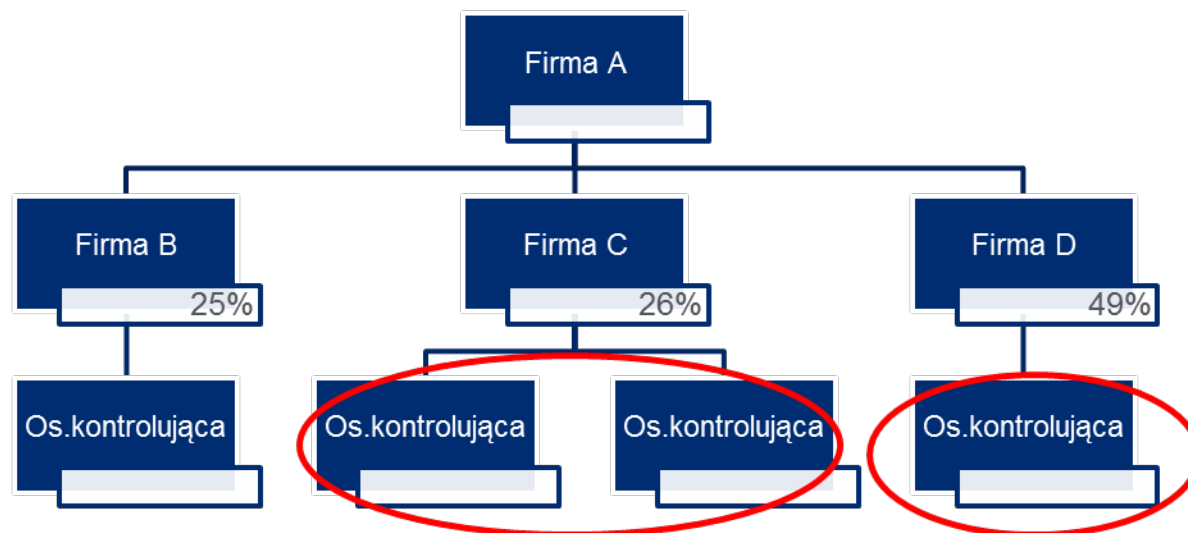 Firma A
Firma B
25%
Firma C
26%
Firma D
49%
Os.kontrolująca
Os.kontrolująca
Os.kontrolująca
Os.kontrolująca